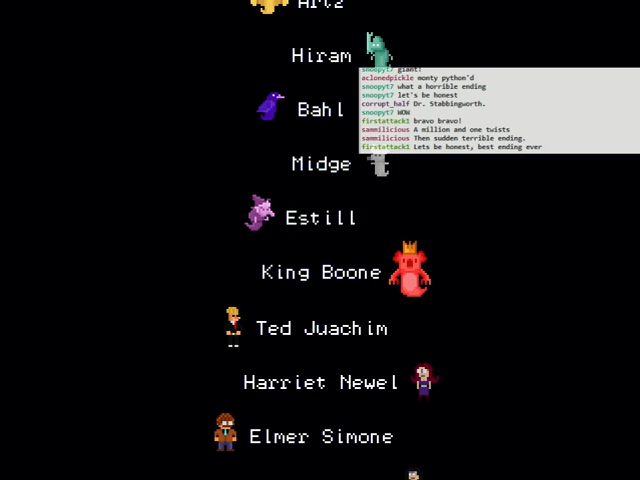 Artz
Hiram
snoopyt7 giant!
aclonedpickle monty python'd
snoopyt7 what a horrible ending
snoopyt7 let's be honest
corrupt_half Dr. Stabbingworth.
snoopyt7 WOW
firstattack1 bravo bravo!
sammilicious A million and one twists
sammilicious Then sudden terrible ending.
firstattack1 Lets be honest, best ending ever
Bahl
Midge
Estill
King Boone
Ted Juachim
Harriet Newel
Elmer Simone